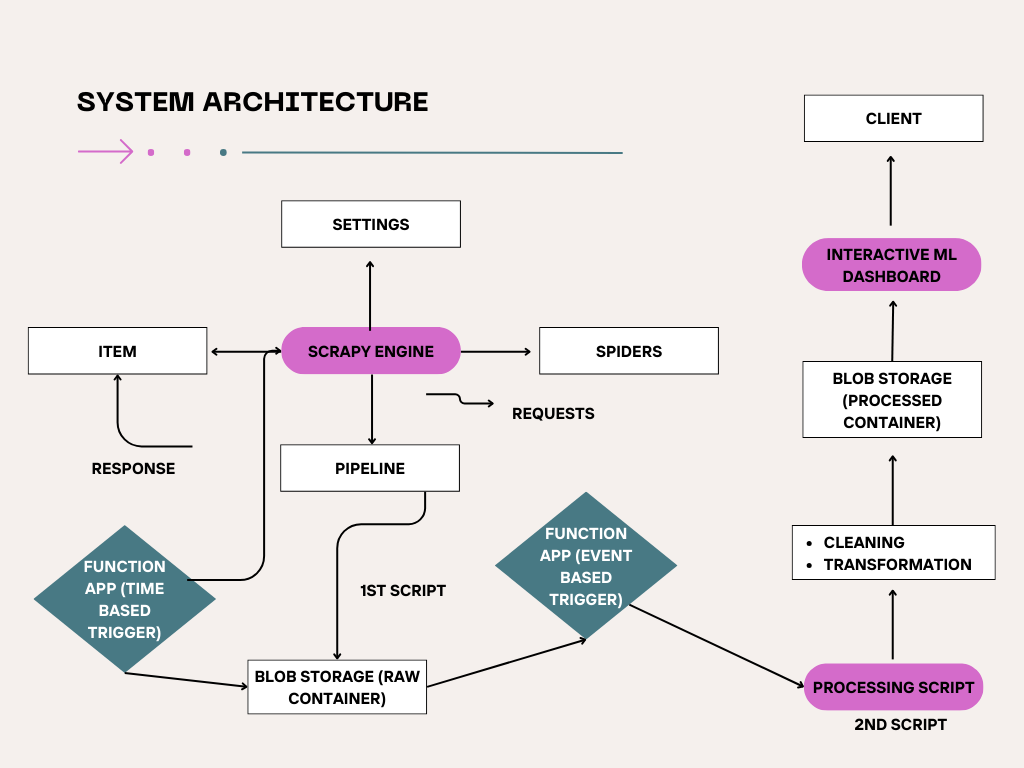 SYSTEM ARCHITECTURE
CLIENT
SETTINGS
INTERACTIVE ML
DASHBOARD
ITEM
SCRAPY ENGINE
SPIDERS
BLOB STORAGE
(PROCESSED
CONTAINER)
REQUESTS
RESPONSE
PIPELINE
FUNCTION
APP (TIME
BASED
TRIGGER)
1ST SCRIPT
FUNCTION
APP (EVENT
BASED
TRIGGER)
• CLEANING
• TRANSFORMATION
BLOB STORAGE (RAW
CONTAINER)
PROCESSING SCRIPT
2ND SCRIPT